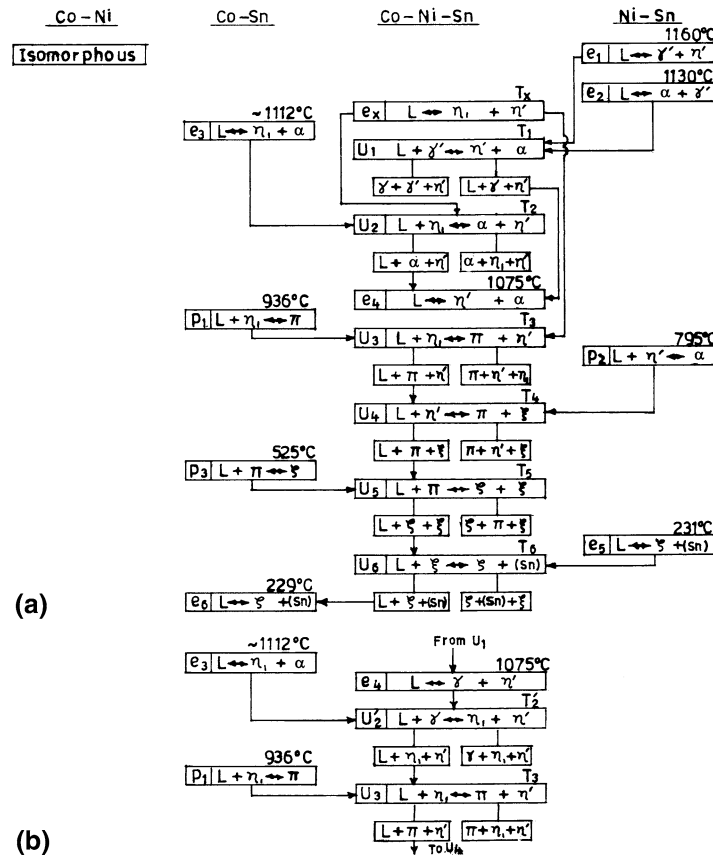 Co-Ni Co-Sn Co-Ni-Sn Ni-Sn
Isomorphous
1160°C
e1 L ↔ γ' + η'
1130°C
e2 L ↔ α + γ'
Tx
ex L ↔ η1 + η'
~1112°C
e3 L ↔ η1 + α
T1
U1 L + γ' ↔ η' + α
γ + γ' + η' L + γ + η'
T2
U2 L + η1 ↔ α + η'
L + α + η' α + η1 + η'
1075°C
e4 L ↔ η' + α
936°C
P1 L + η1 ↔ π
T3
U3 L + η1 ↔ π + η'
795°C
P2 L + η' ↔ α
L + π + η' π + η' + η1
T4
U4 L + η' ↔ π + ξ
L + π + ξ π + η' + ξ
525°C
P3 L + π ↔ ζ
T5
U5 L + π ↔ ζ + ξ
L + ζ + ξ ζ + π + ξ
231°C
e5 L ↔ ζ + (Sn)
T6
U6 L + ξ ↔ ζ + (Sn)
229°C
(a)
e6 L ↔ ζ + (Sn) L + ζ + (Sn) ζ + (Sn) + ξ
~1112°C
e3 L ↔ η1 + α
From U1
1075°C
e4 L ↔ γ + η'
T'2
U'2 L + γ ↔ η1 + η'
L + η1 + η' γ + η1 + η'
936°C
P1 L + η1 ↔ π
T3
U3 L + η1 ↔ π + η'
L + π + η' π + η1 + η'
(b)
To U4